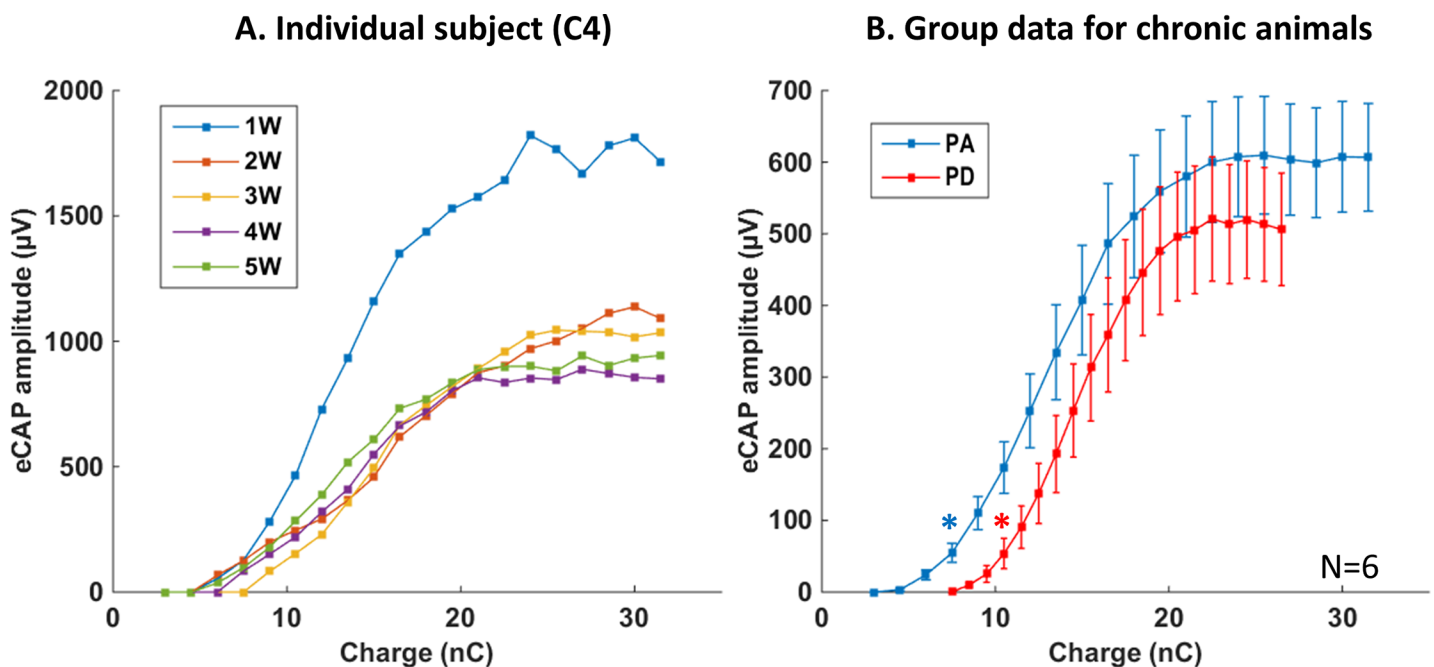 A. Individual subject (C4)
2000
1500
1000
500
0
eCAP amplitude (µV)
1W
2W
3W
4W
5W
0
10
20
30
Charge (nC)
B. Group data for chronic animals
700
600
500
400
300
200
100
0
eCAP amplitude (µV)
PA
PD
*
*
N=6
0
10
20
30
Charge (nC)